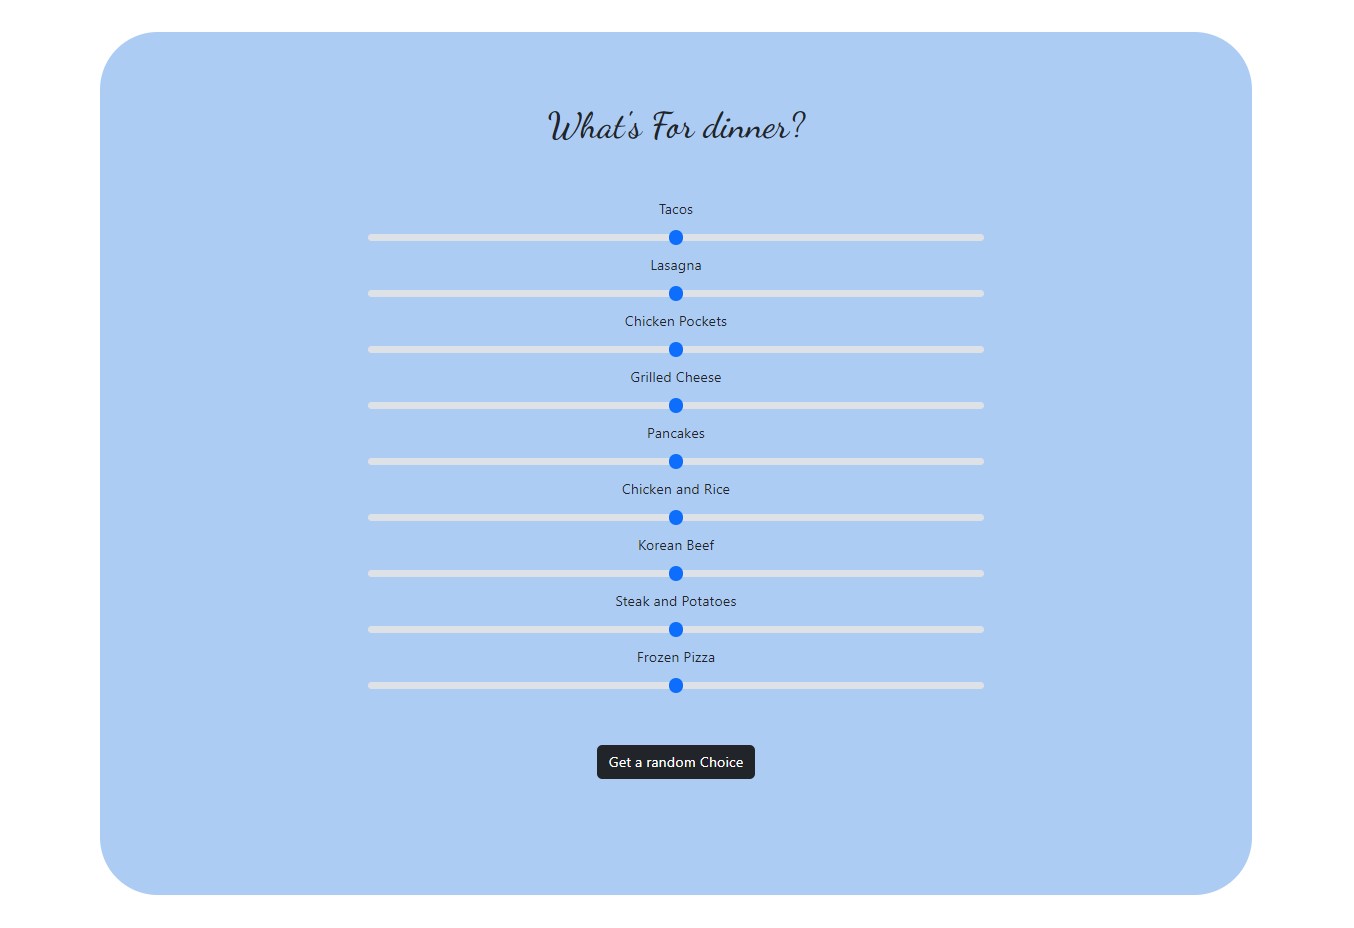 What's For dinner?
Tacos
Lasagna
Chicken Pockets
Grilled Cheese
Pancakes
Chicken and Rice
Korean Beef
Steak and Potatoes
Frozen Pizza
Get a random Choice